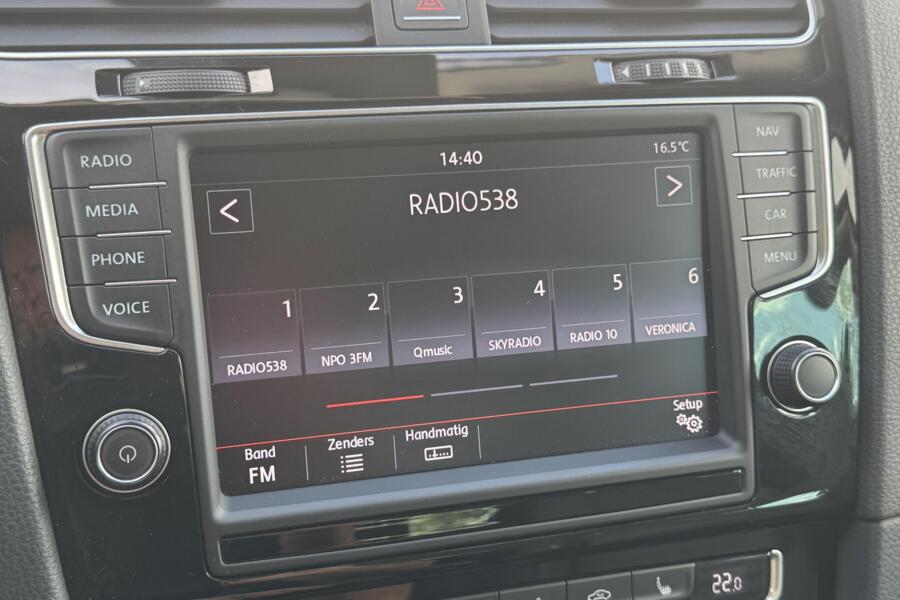 RADIO
MEDIA
PHONE
VOICE
14:40
16.5°C
<
RADIO538
>
1
RADIO538
2
NPO 3FM
3
Qmusic
4
SKYRADIO
5
RADIO 10
6
VERONICA
Band
FM
Zenders
Handmatig
Setup
NAV
TRAFFIC
CAR
MENU
22.0